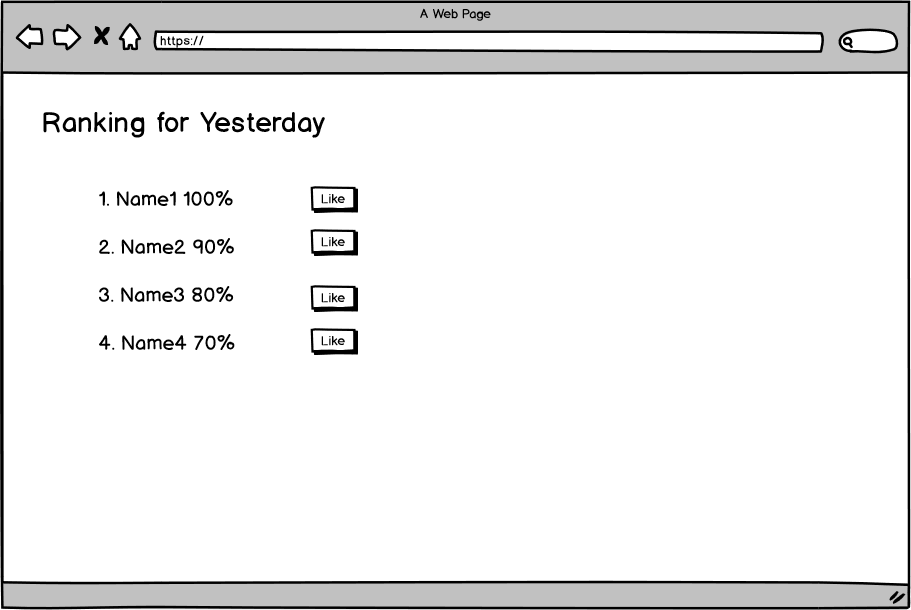 A Web Page
https://
Ranking for Yesterday
1. Name1 100%
Like
2. Name2 90%
Like
3. Name3 80%
Like
4. Name4 70%
Like